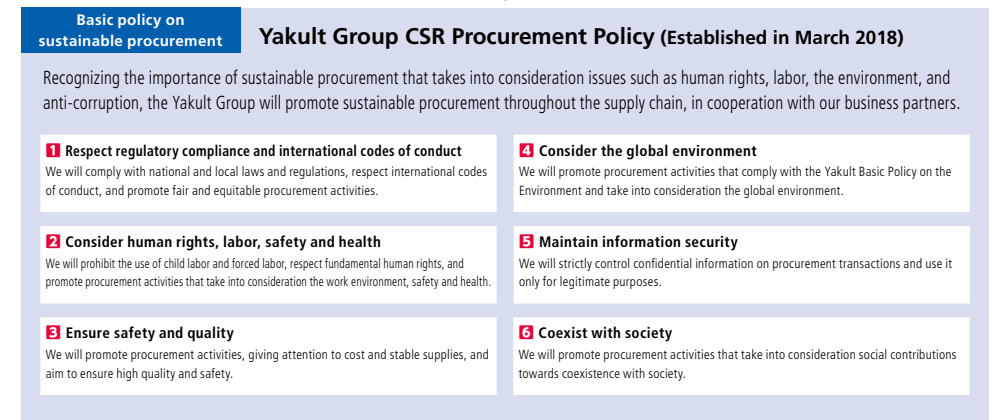 Basic policy on
sustainable procurement
Yakult Group CSR Procurement Policy (Established in March 2018)
Recognizing the importance of sustainable procurement that takes into consideration issues such as human rights, labor, the environment, and
anti-corruption, the Yakult Group will promote sustainable procurement throughout the supply chain, in cooperation with our business partners.
1 Respect regulatory compliance and international codes of conduct
We will comply with national and local laws and regulations, respect international codes
of conduct, and promote fair and equitable procurement activities.
2 Consider human rights, labor, safety and health
We will prohibit the use of child labor and forced labor, respect fundamental human rights, and
promote procurement activities that take into consideration the work environment, safety and health.
3 Ensure safety and quality
We will promote procurement activities, giving attention to cost and stable supplies, and
aim to ensure high quality and safety.
4 Consider the global environment
We will promote procurement activities that comply with the Yakult Basic Policy on the
Environment and take into consideration the global environment.
5 Maintain information security
We will strictly control confidential information on procurement transactions and use it
only for legitimate purposes.
6 Coexist with society
We will promote procurement activities that take into consideration social contributions
towards coexistence with society.